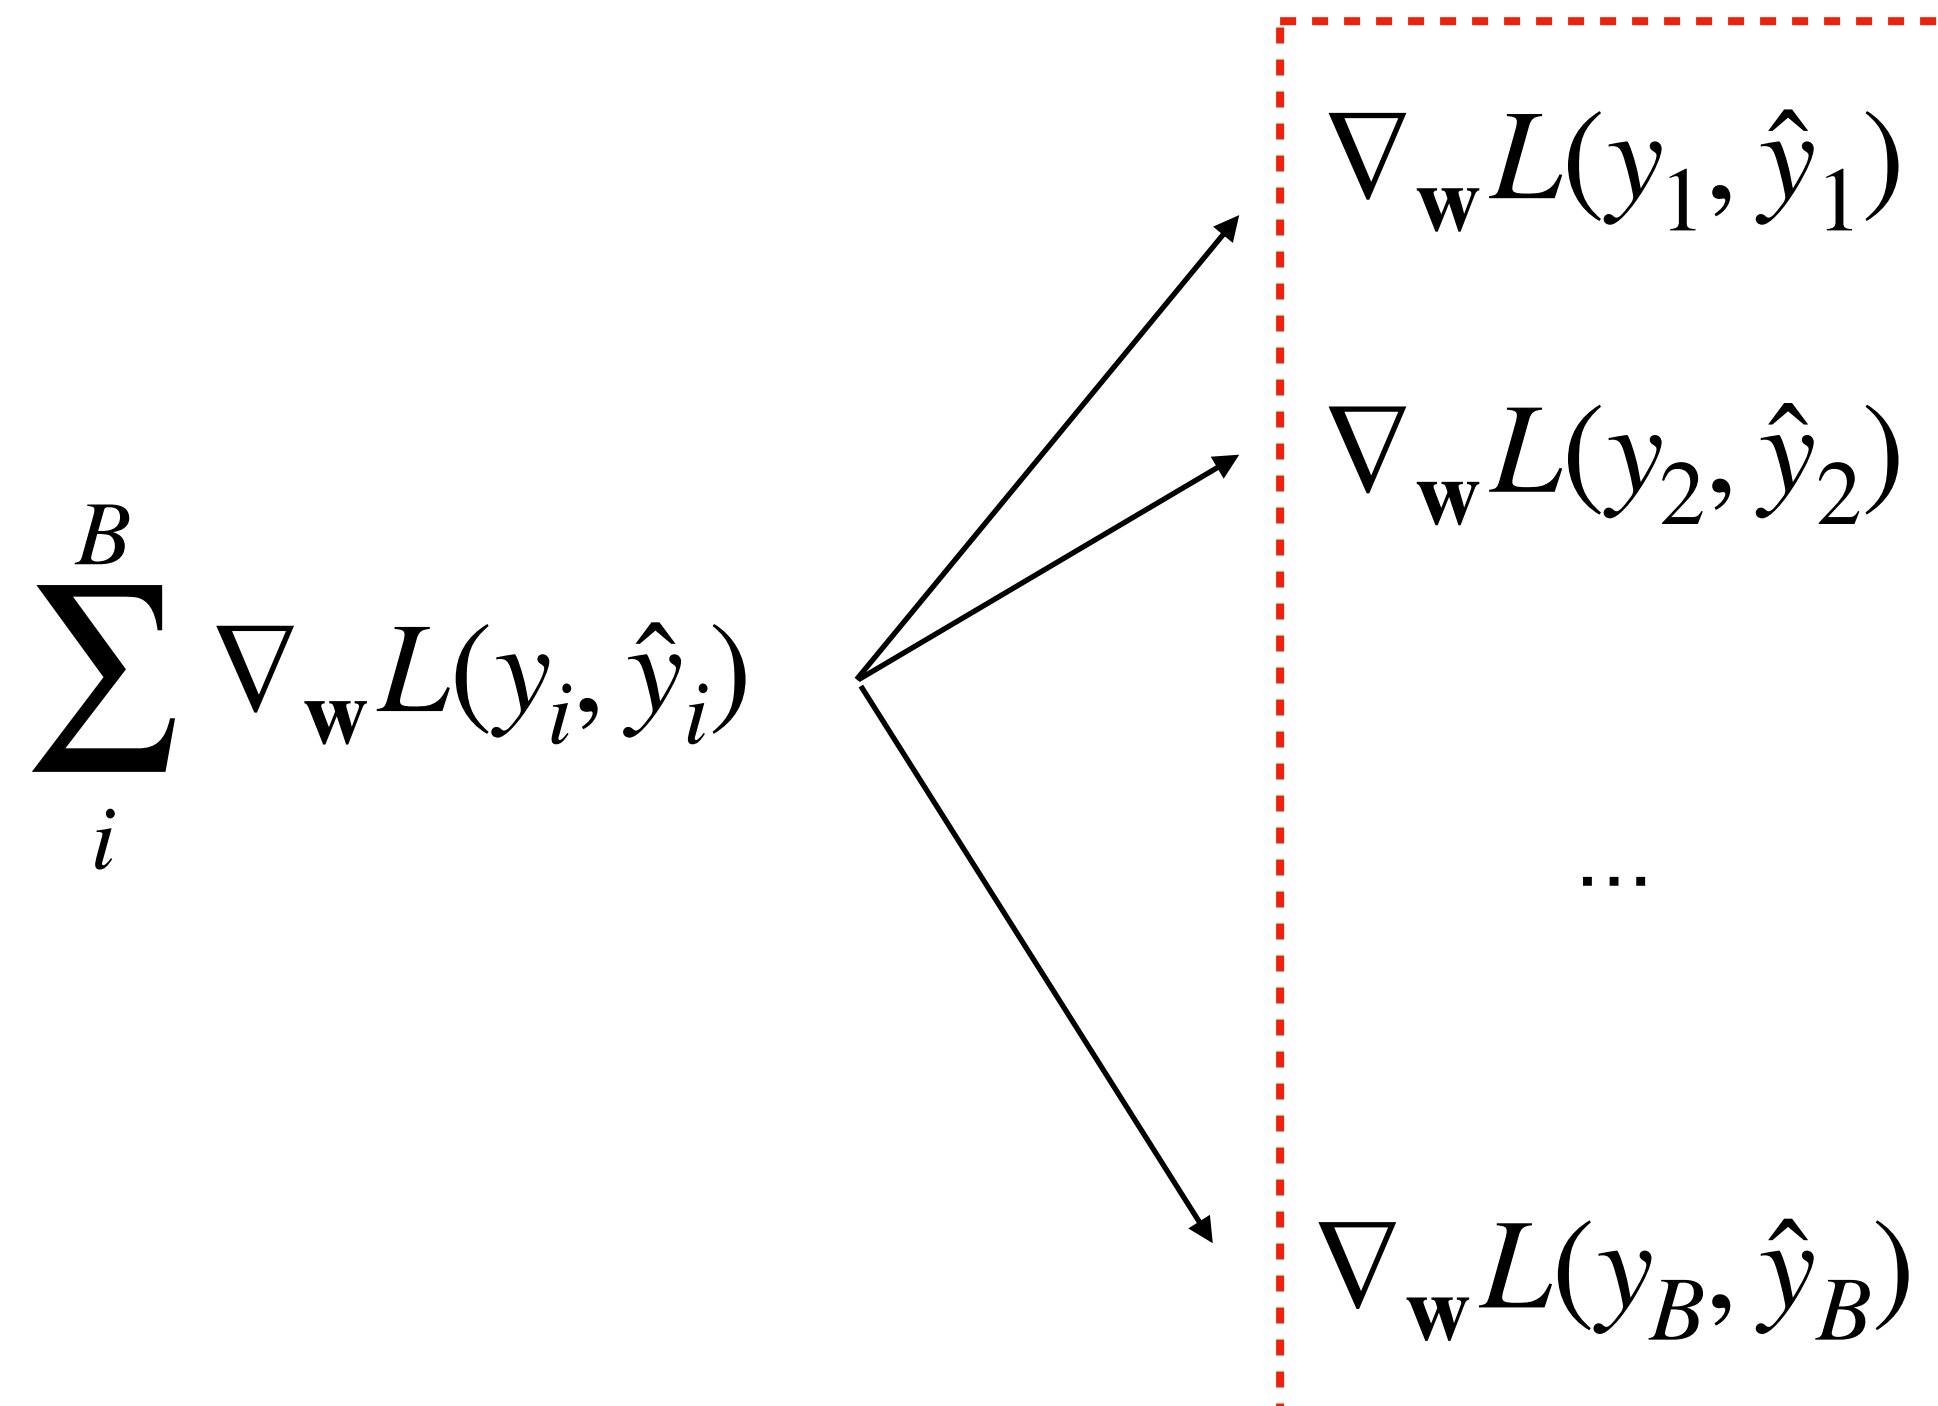 ∇_w L(y_1, ŷ_1)
∇_w L(y_2, ŷ_2)
∑_i^B ∇_w L(y_i, ŷ_i)
...
∇_w L(y_B, ŷ_B)